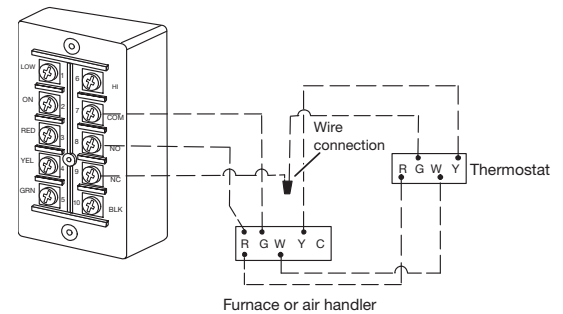 LOW
1
6
HI
ON
2
7
COM
RED
3
8
NO
YEL
4
9
NC
GRN
5
10
BLK
Wire
connection
R G W Y
Thermostat
R G W Y C
Furnace or air handler